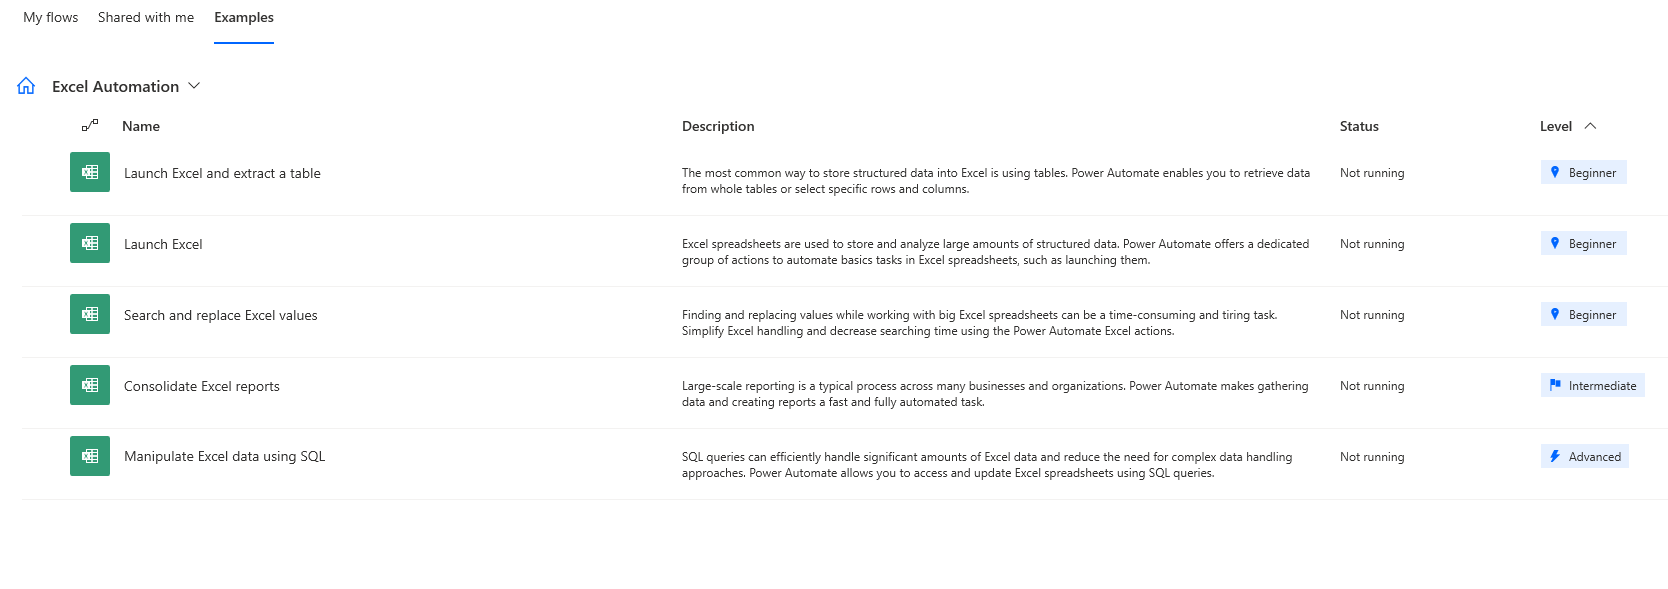 My flows Shared with me Examples
Excel Automation
Name Description Status Level
Launch Excel and extract a table
The most common way to store structured data into Excel is using tables. Power Automate enables you to retrieve data
from whole tables or select specific rows and columns.
Not running
Beginner
Launch Excel
Excel spreadsheets are used to store and analyze large amounts of structured data. Power Automate offers a dedicated
group of actions to automate basics tasks in Excel spreadsheets, such as launching them.
Not running
Beginner
Search and replace Excel values
Finding and replacing values while working with big Excel spreadsheets can be a time-consuming and tiring task.
Simplify Excel handling and decrease searching time using the Power Automate Excel actions.
Not running
Beginner
Consolidate Excel reports
Large-scale reporting is a typical process across many businesses and organizations. Power Automate makes gathering
data and creating reports a fast and fully automated task.
Not running
Intermediate
Manipulate Excel data using SQL
SQL queries can efficiently handle significant amounts of Excel data and reduce the need for complex data handling
approaches. Power Automate allows you to access and update Excel spreadsheets using SQL queries.
Not running
Advanced